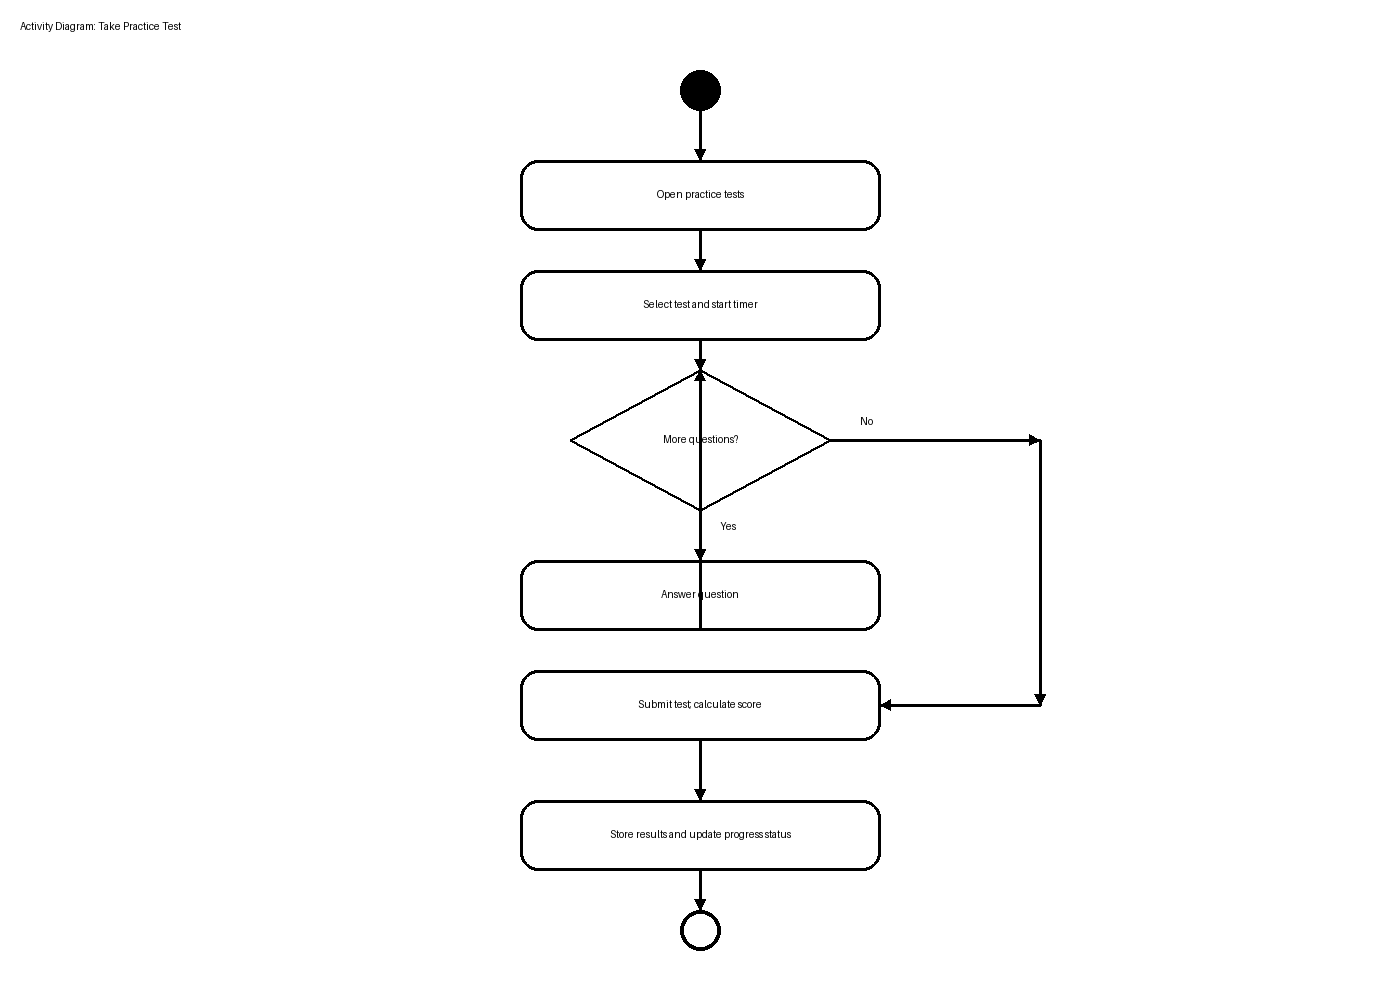 Activity Diagram: Take Practice Test
Open practice tests
Select test and start timer
More questions?
No
Yes
Answer question
Submit test; calculate score
Store results and update progress status